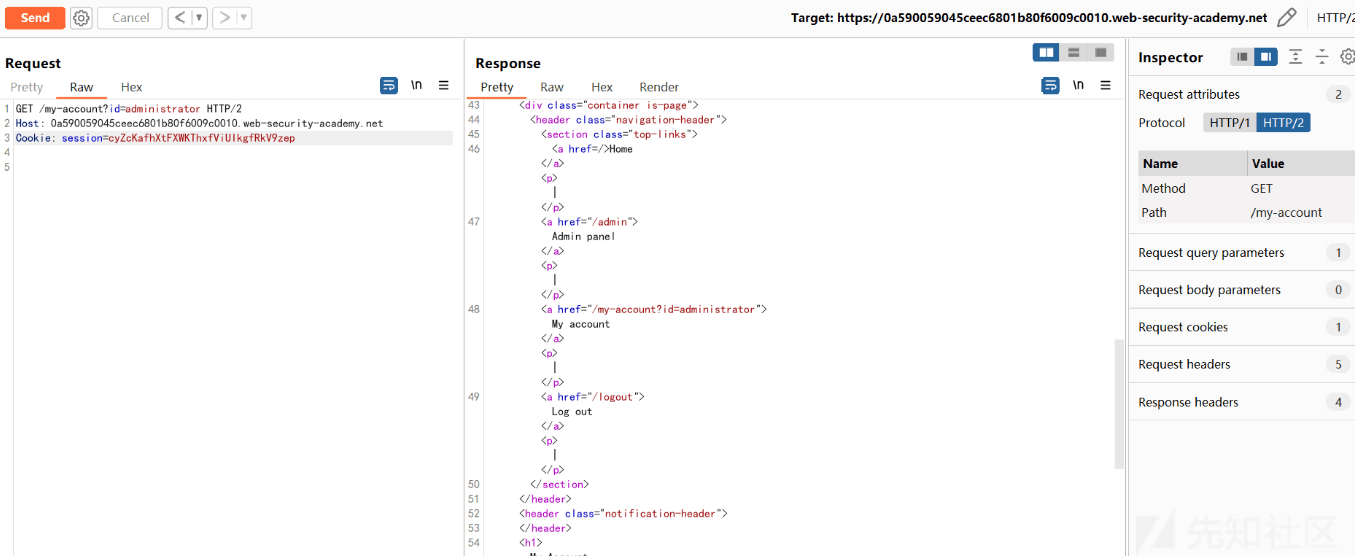 Send
Cancel
Target: https://0a590059045ceec6801b80f6009c0010.web-security-academy.net
HTTP/2
Request
Pretty Raw Hex
\n
1 GET /my-account?id=administrator HTTP/2
2 Host: 0a590059045ceec6801b80f6009c0010.web-security-academy.net
3 Cookie: session=cyZcKafhXtFXWKThxfViUlkgfRkV9zep
4
5
Response
Pretty Raw Hex Render
\n
43 <div class="container is-page">
44 <header class="navigation-header">
45 <section class="top-links">
46 <a href=/>Home
</a>
<p>
|
</p>
47 <a href="/admin">
Admin panel
</a>
<p>
|
</p>
48 <a href="/my-account?id=administrator">
My account
</a>
<p>
|
</p>
49 <a href="/logout">
Log out
</a>
<p>
|
</p>
50 </section>
51 </header>
52 <header class="notification-header">
53 </header>
54 <h1>
My Account
Inspector
Request attributes 2
Protocol HTTP/1 HTTP/2
Name Value
Method GET
Path /my-account
Request query parameters 1
Request body parameters 0
Request cookies 1
Request headers 5
Response headers 4
先知社区